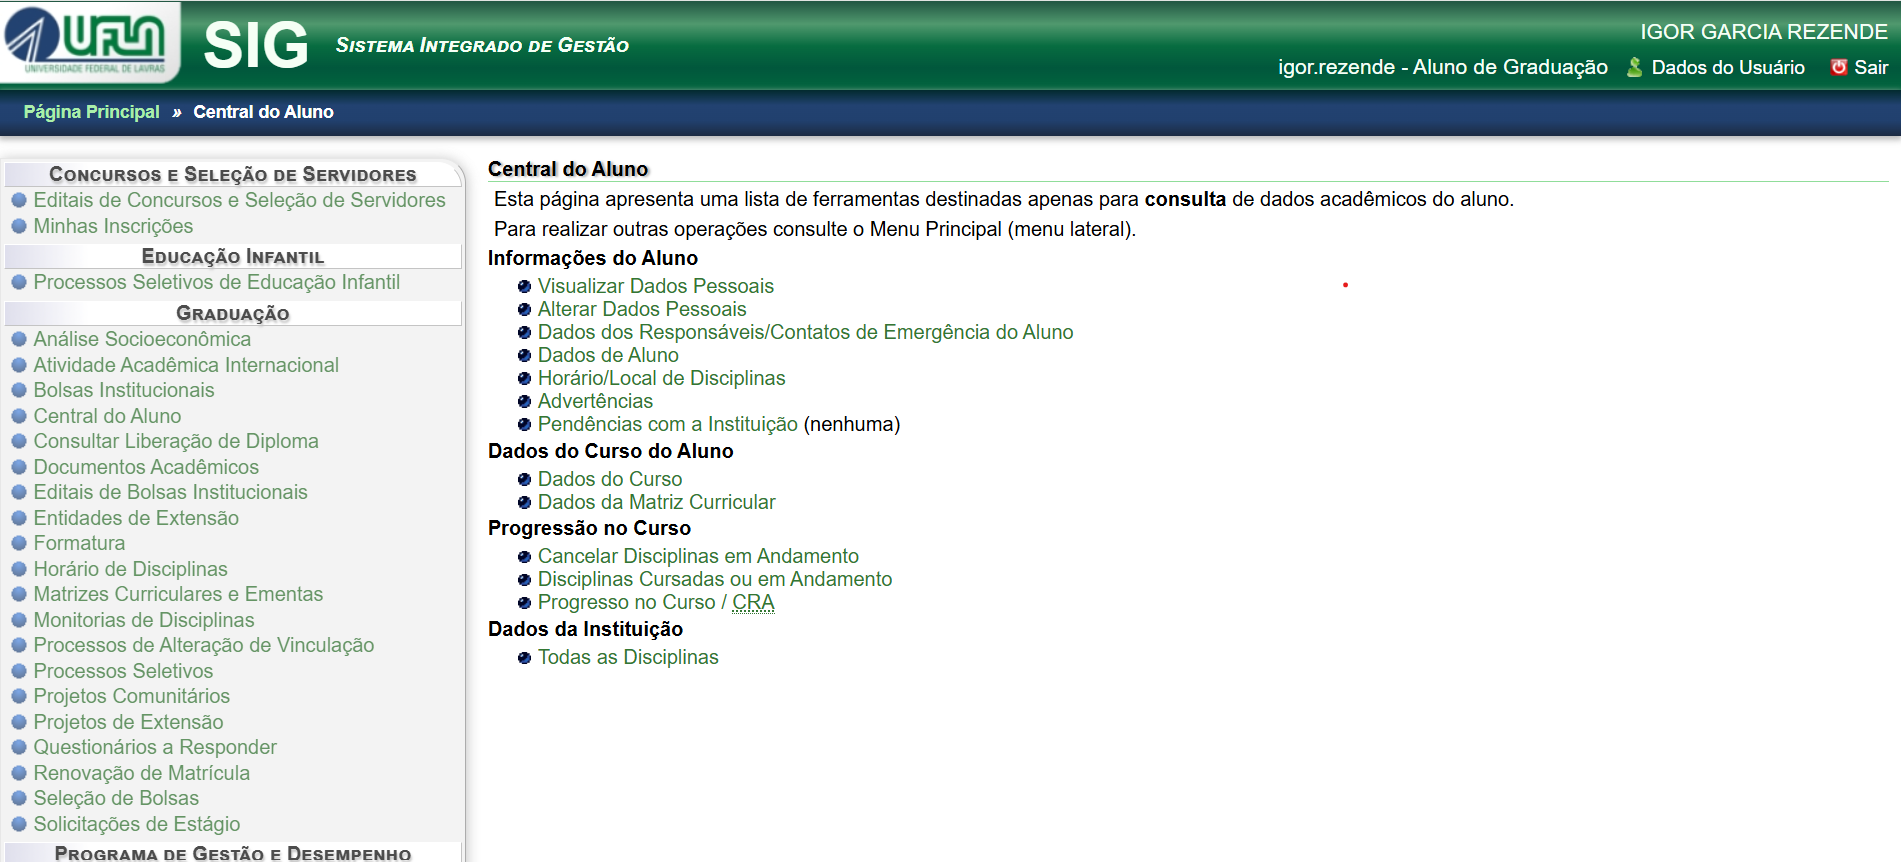 UFLA
UNIVERSIDADE FEDERAL DE LAVRAS
SIG
Sistema Integrado de Gestão
IGOR GARCIA REZENDE
igor.rezende - Aluno de Graduação
Dados do Usuário
Sair
Página Principal » Central do Aluno
Concursos e Seleção de Servidores
Editais de Concursos e Seleção de Servidores
Minhas Inscrições
Educação Infantil
Processos Seletivos de Educação Infantil
Graduação
Análise Socioeconômica
Atividade Acadêmica Internacional
Bolsas Institucionais
Central do Aluno
Consultar Liberação de Diploma
Documentos Acadêmicos
Editais de Bolsas Institucionais
Entidades de Extensão
Formatura
Horário de Disciplinas
Matrizes Curriculares e Ementas
Monitorias de Disciplinas
Processos de Alteração de Vinculação
Processos Seletivos
Projetos Comunitários
Projetos de Extensão
Questionários a Responder
Renovação de Matrícula
Seleção de Bolsas
Solicitações de Estágio
Programa de Gestão e Desempenho
Central do Aluno
Esta página apresenta uma lista de ferramentas destinadas apenas para consulta de dados acadêmicos do aluno.
Para realizar outras operações consulte o Menu Principal (menu lateral).
Informações do Aluno
Visualizar Dados Pessoais
Alterar Dados Pessoais
Dados dos Responsáveis/Contatos de Emergência do Aluno
Dados de Aluno
Horário/Local de Disciplinas
Advertências
Pendências com a Instituição (nenhuma)
Dados do Curso do Aluno
Dados do Curso
Dados da Matriz Curricular
Progressão no Curso
Cancelar Disciplinas em Andamento
Disciplinas Cursadas ou em Andamento
Progresso no Curso / CRA
Dados da Instituição
Todas as Disciplinas